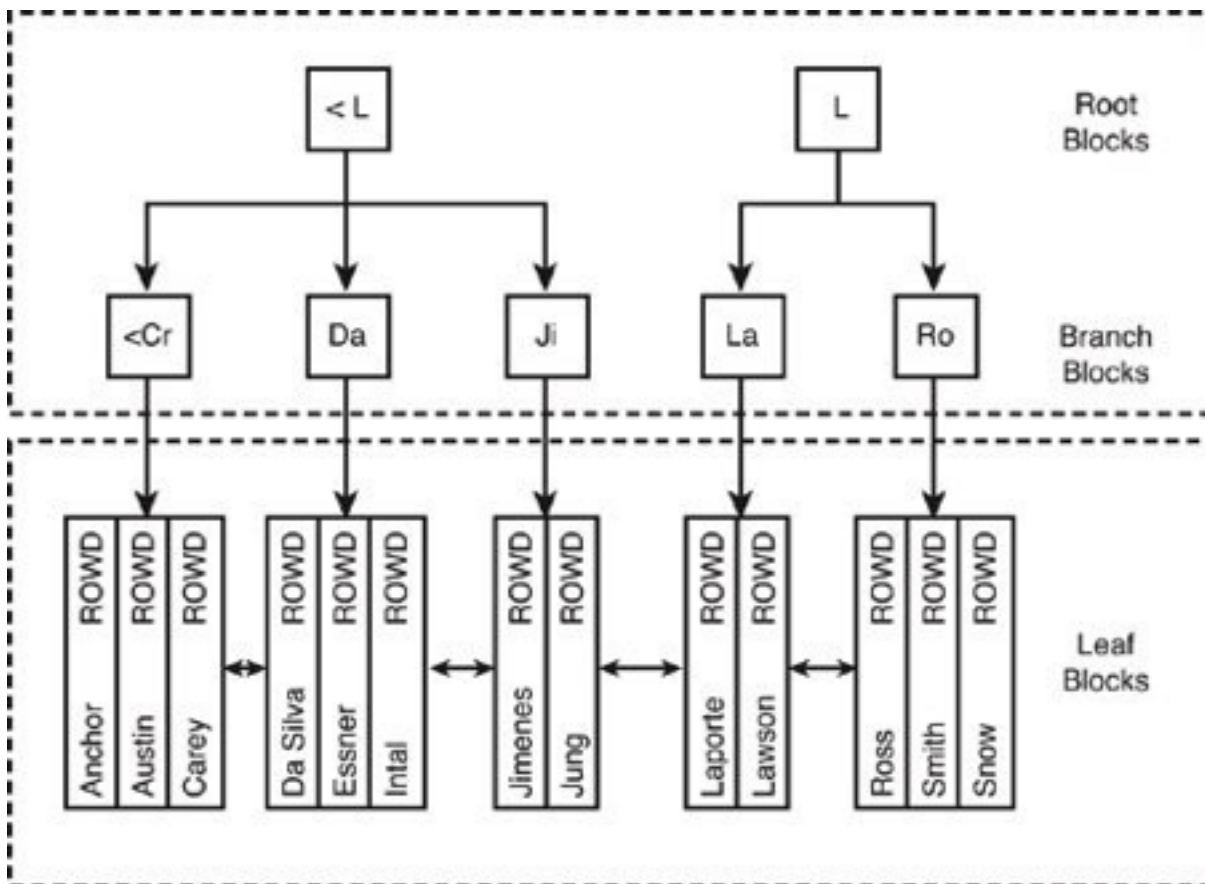 < L
L
Root
Blocks
<Cr
Da
Ji
La
Ro
Branch
Blocks
Anchor ROWD
Austin ROWD
Carey ROWD
Da Silva ROWD
Essner ROWD
Intal ROWD
Jimenes ROWD
Jung ROWD
Laporte ROWD
Lawson ROWD
Ross ROWD
Smith ROWD
Snow ROWD
Leaf
Blocks